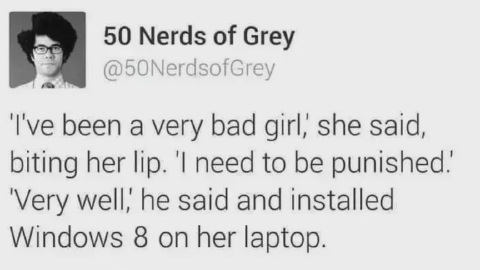 50 Nerds of Grey
@50NerdsofGrey
'I've been a very bad girl,' she said,
biting her lip. 'I need to be punished.'
'Very well,' he said and installed
Windows 8 on her laptop.